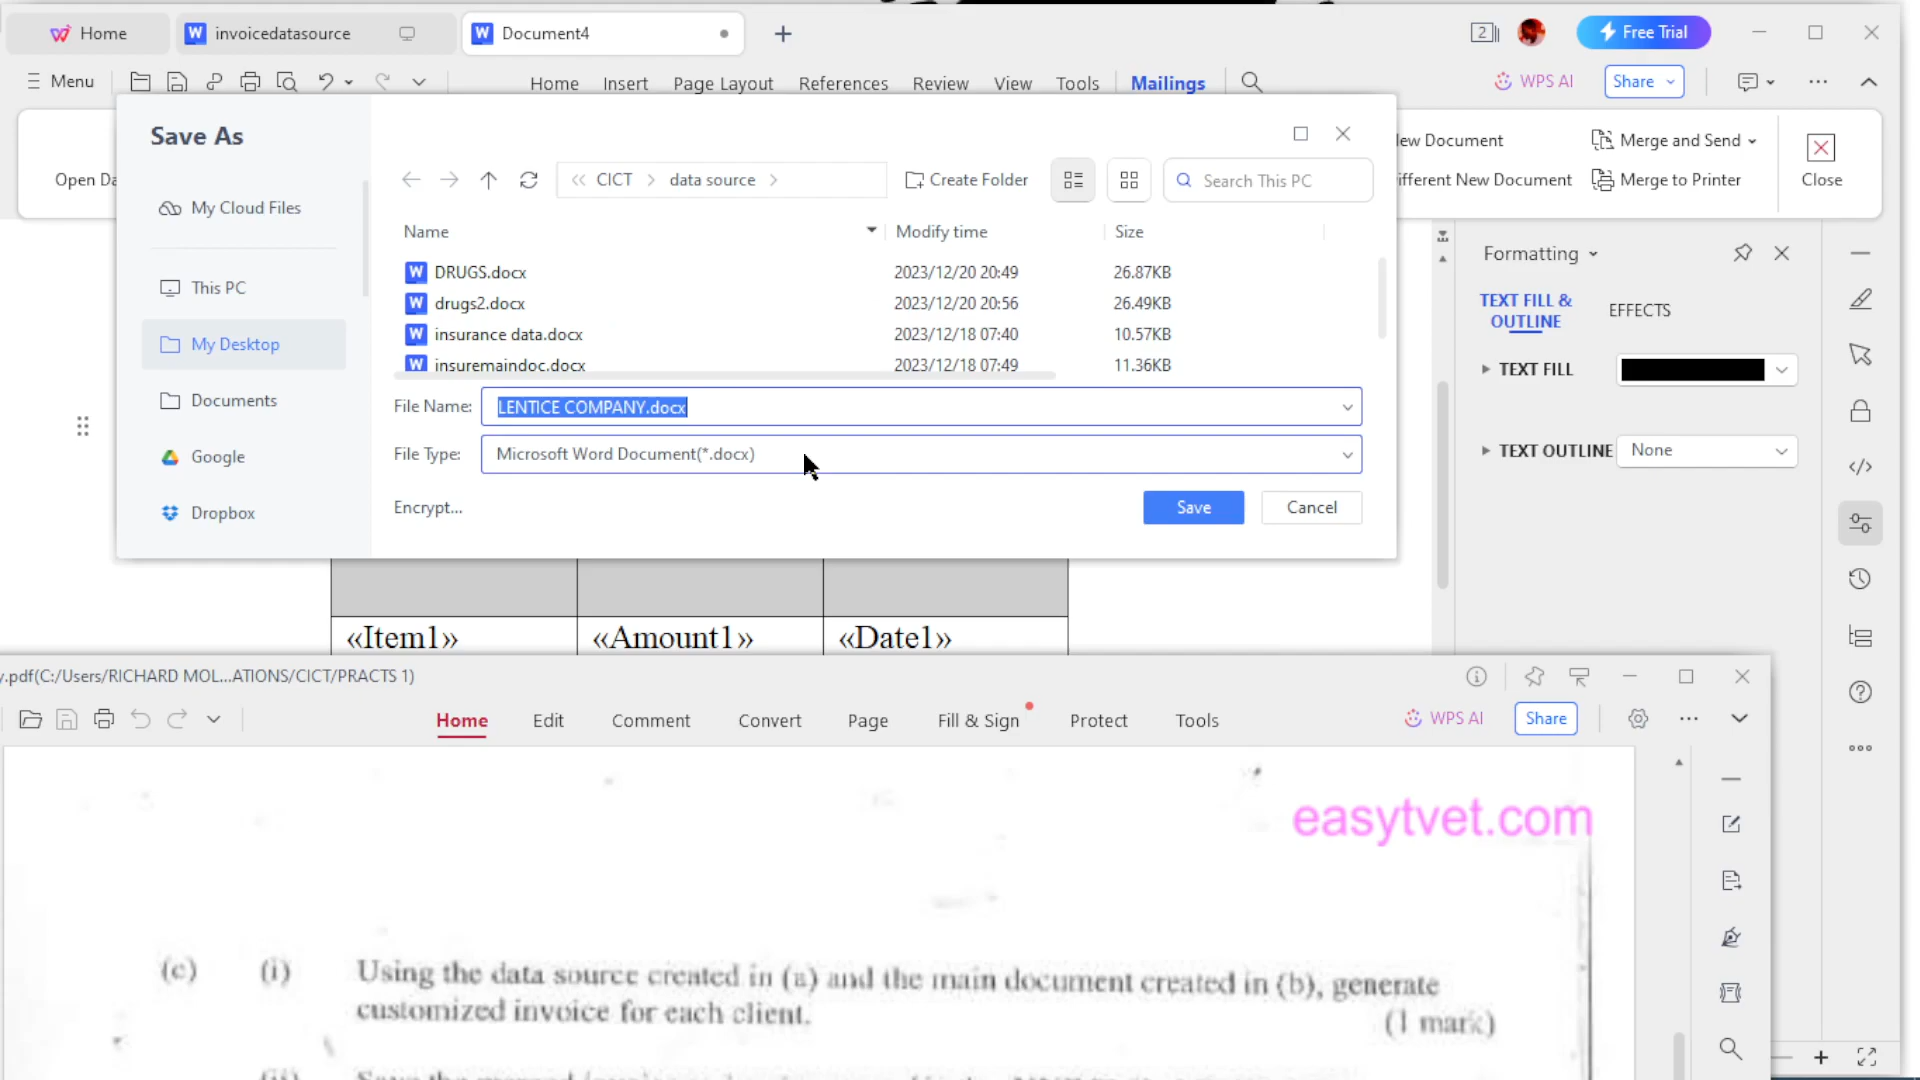 Home
invoicedatasource
Document4
Free Trial
Menu
Home Insert Page Layout References Review View Tools Mailings
WPS AI
Share
Save As
Open Da
ew Document
Merge and Send
ifferent New Document
Merge to Printer
Close
My Cloud Files
This PC
My Desktop
Documents
Google
Dropbox
CICT > data source >
Create Folder
Search This PC
Name Modify time Size
DRUGS.docx 2023/12/20 20:49 26.87KB
drugs2.docx 2023/12/20 20:56 26.49KB
insurance data.docx 2023/12/18 07:40 10.57KB
insuremaindoc.docx 2023/12/18 07:49 11.36KB
File Name: LENTICE COMPANY.docx
File Type: Microsoft Word Document(*.docx)
Encrypt...
Save
Cancel
Formatting
TEXT FILL & OUTLINE
EFFECTS
TEXT FILL
TEXT OUTLINE None
«Item1» «Amount1» «Date1»
y.pdf(C:/Users/RICHARD MOL...ATIONS/CICT/PRACTS 1)
Home Edit Comment Convert Page Fill & Sign Protect Tools
WPS AI
Share
easytvet.com
(c) (i) Using the data source created in (a) and the main document created in (b), generate
customized invoice for each client.
(1 mark)